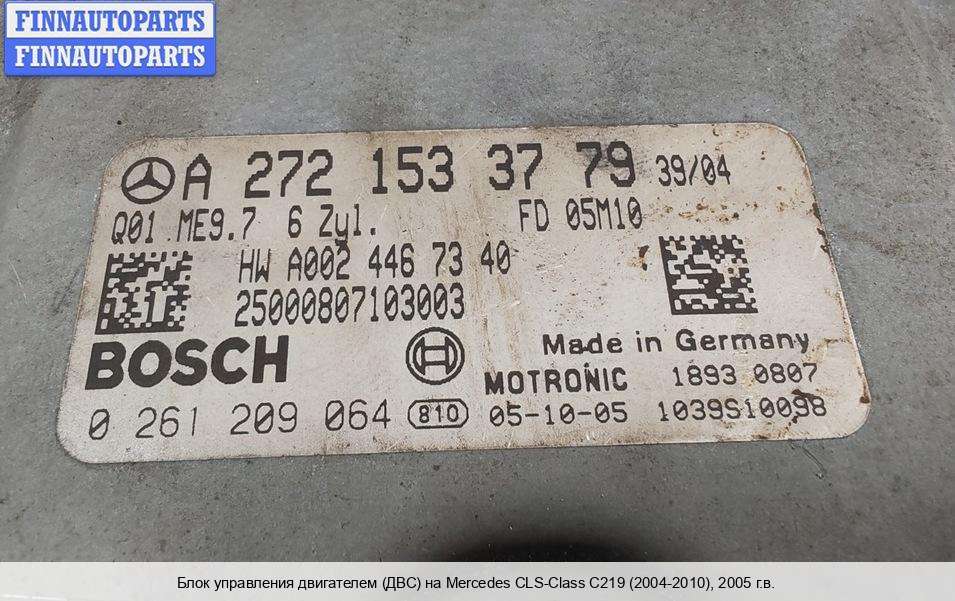 FINNAUTOPARTS
FINNAUTOPARTS
A 272 153 37 79 39/04
Q01 ME9.7 6 Zyl. FD 05M10
HW A002 446 73 40
25000807103003
BOSCH Made in Germany
MOTRONIC 1893 0807
0 261 209 064 810 05-10-05 1039S10098
Блок управления двигателем (ДВС) на Mercedes CLS-Class C219 (2004-2010), 2005 г.в.